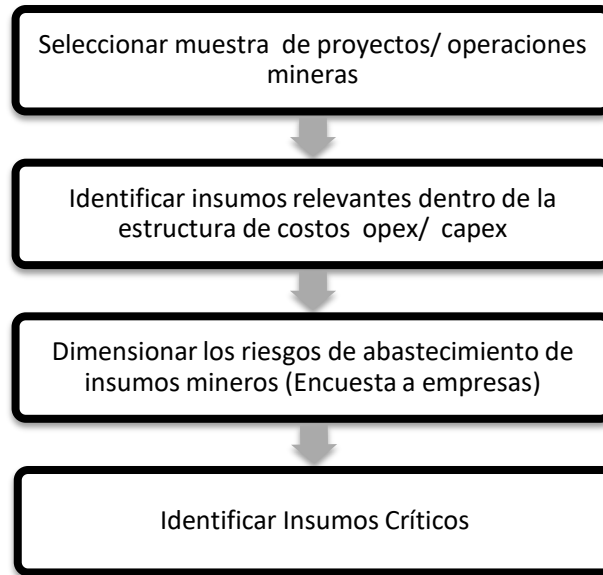 Seleccionar muestra de proyectos/ operaciones
mineras
Identificar insumos relevantes dentro de la
estructura de costos opex/ capex
Dimensionar los riesgos de abastecimiento de
insumos mineros (Encuesta a empresas)
Identificar Insumos Críticos